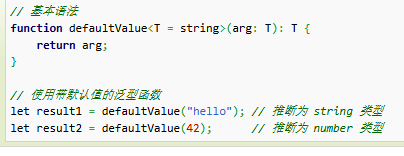 // 基本语法
function defaultValue<T = string>(arg: T): T {
    return arg;
}

// 使用带默认值的泛型函数
let result1 = defaultValue("hello"); // 推断为 string 类型
let result2 = defaultValue(42);      // 推断为 number 类型